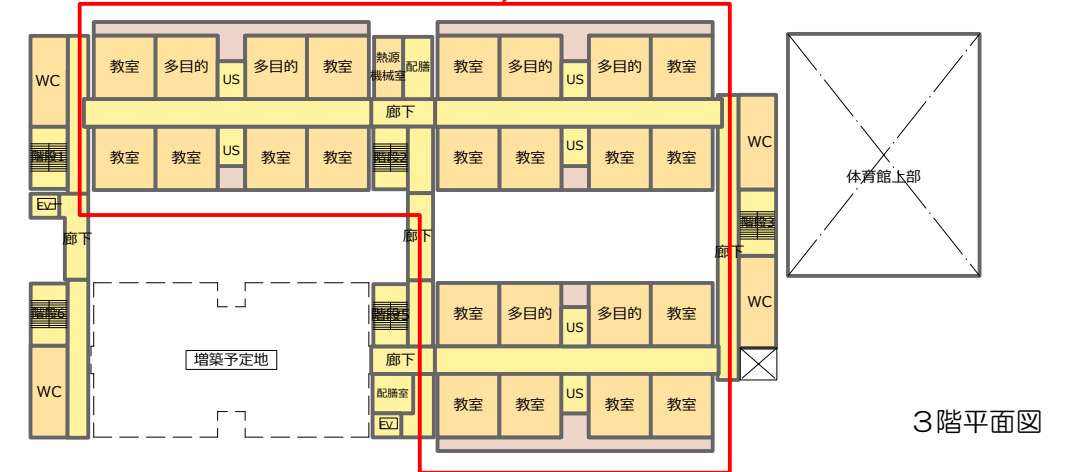 WC
教室
多目的
US
多目的
教室
熱源
機械室
配膳
教室
多目的
US
多目的
教室
廊下
WC
階段1
教室
教室
US
教室
教室
階段2
教室
教室
US
教室
教室
体育館上部
EV
廊下
廊下
廊下
階段3
階段6
階段5
教室
多目的
US
多目的
教室
WC
増築予定地
廊下
WC
配膳室
EV
教室
教室
US
教室
教室
3階平面図